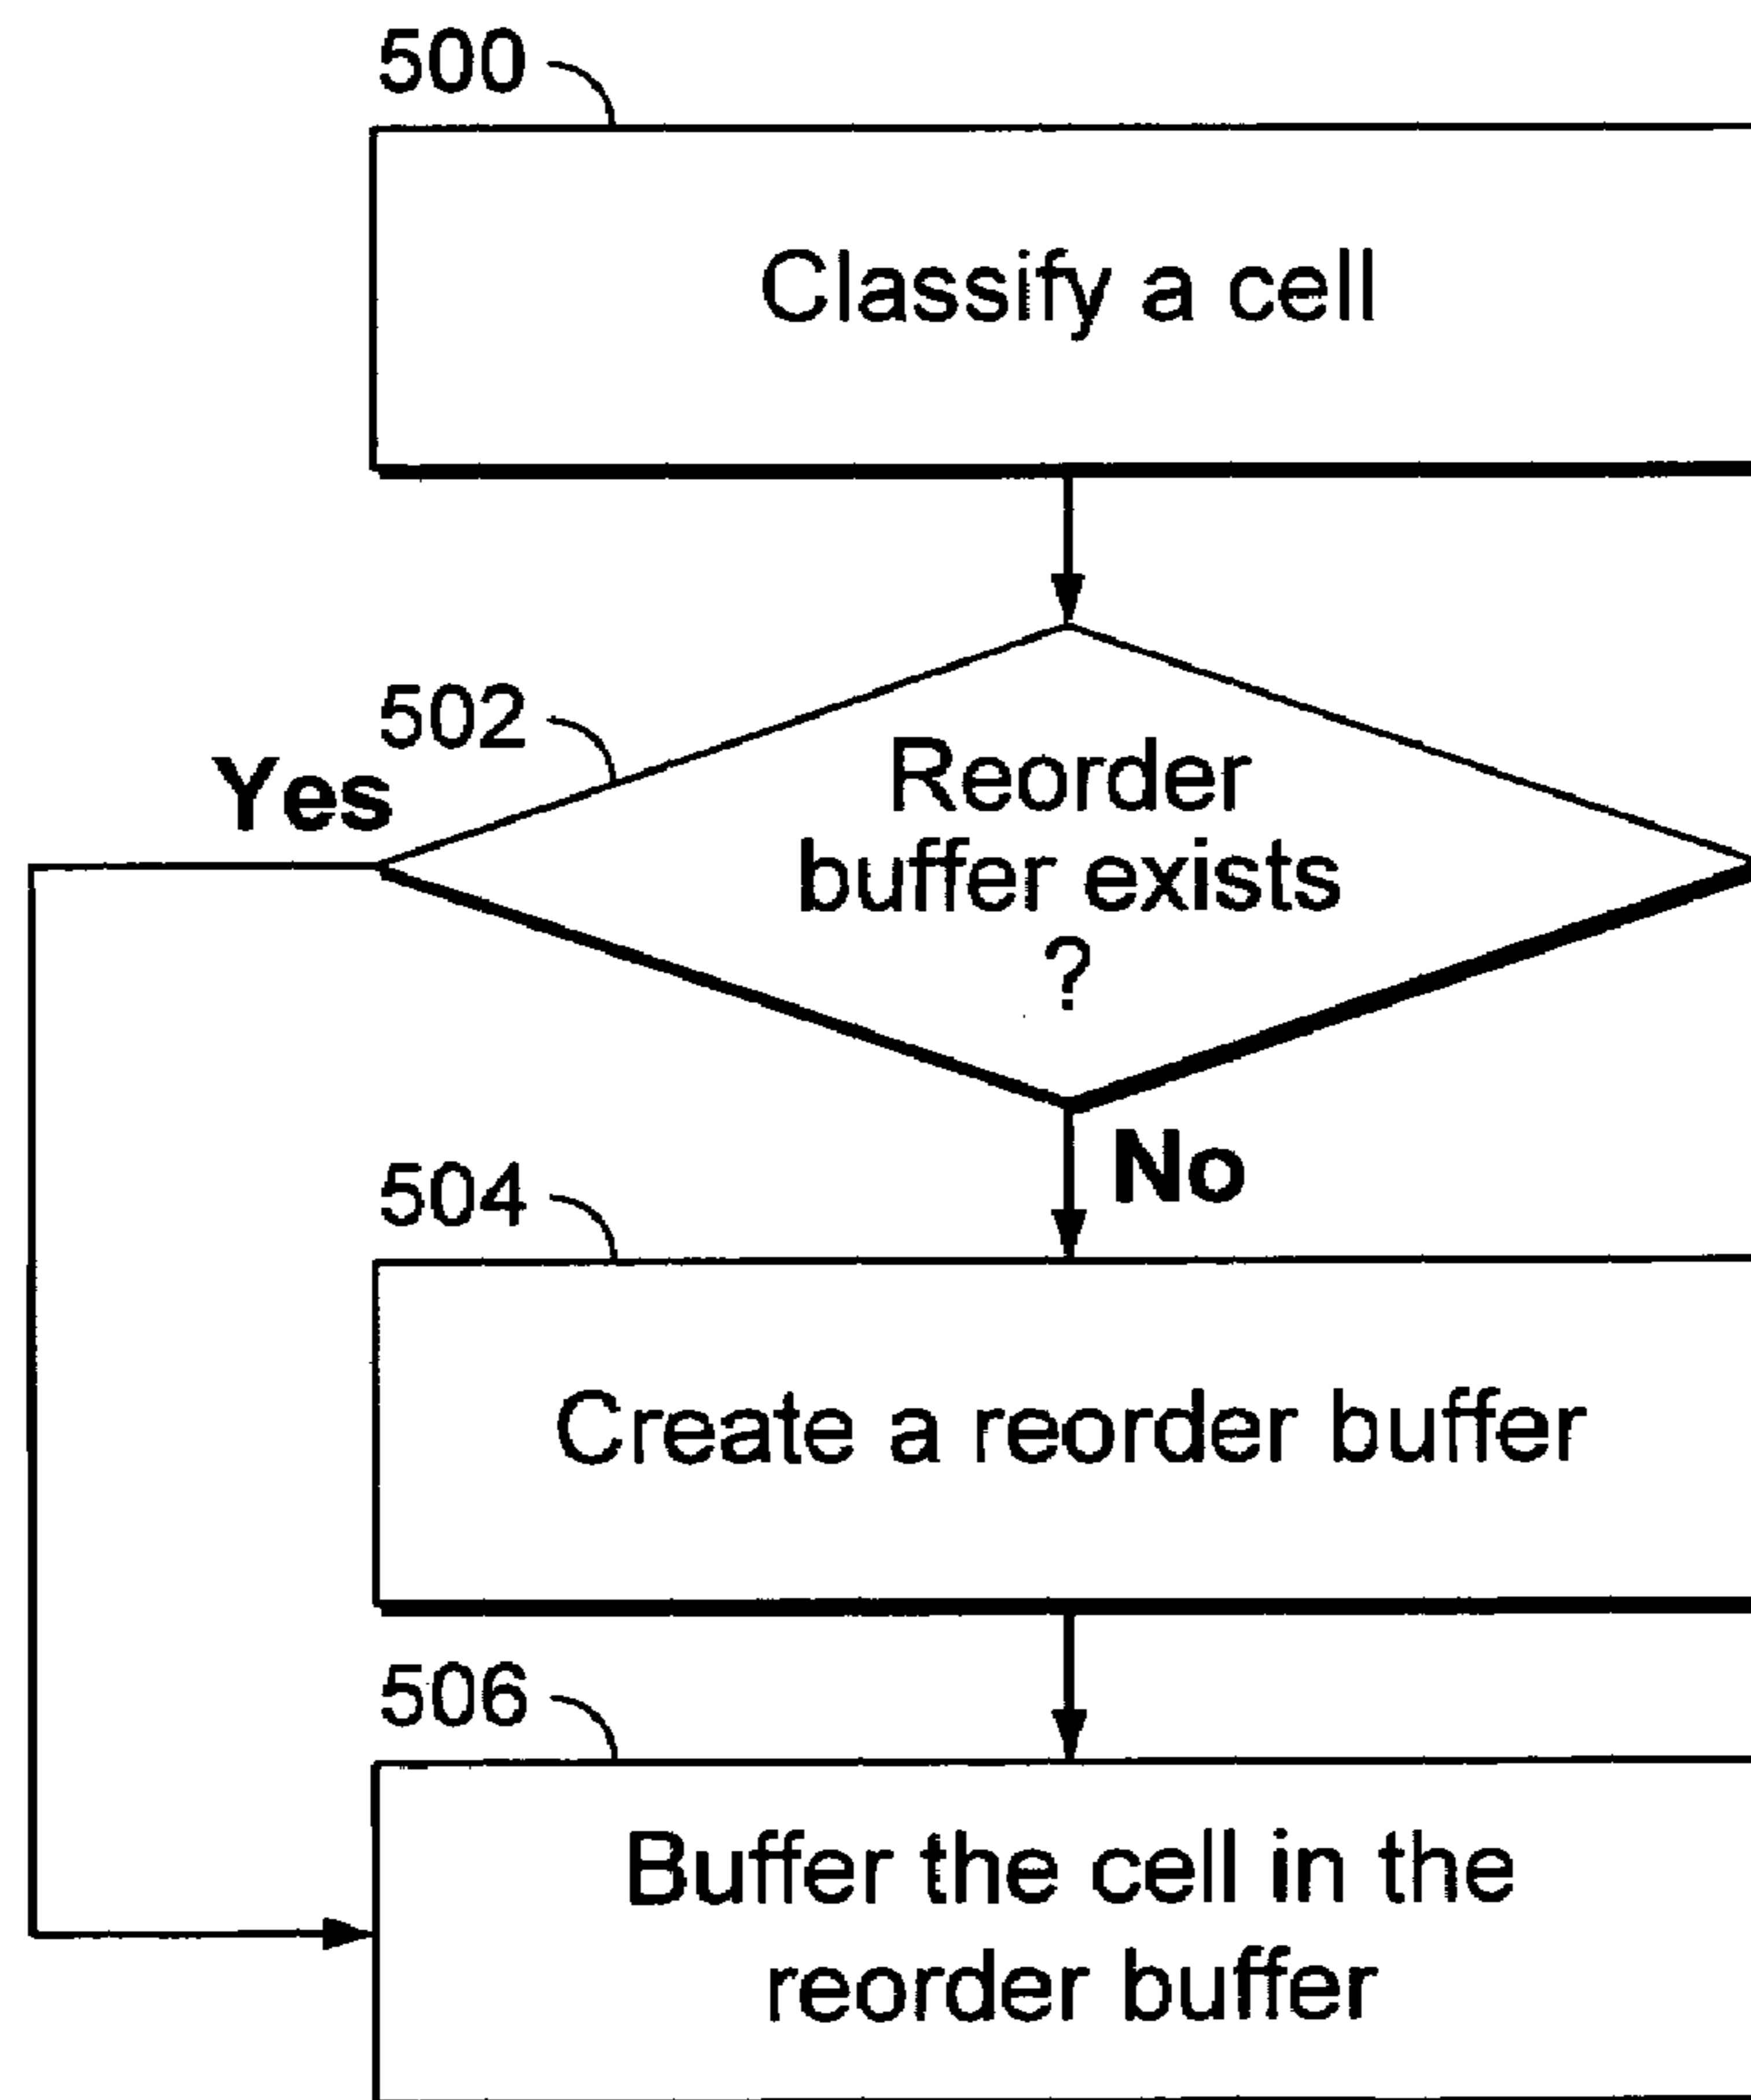 500
Classify a cell
502
Yes
Reorder
buffer exists
?
No
504
Create a reorder buffer
506
Buffer the cell in the
reorder buffer